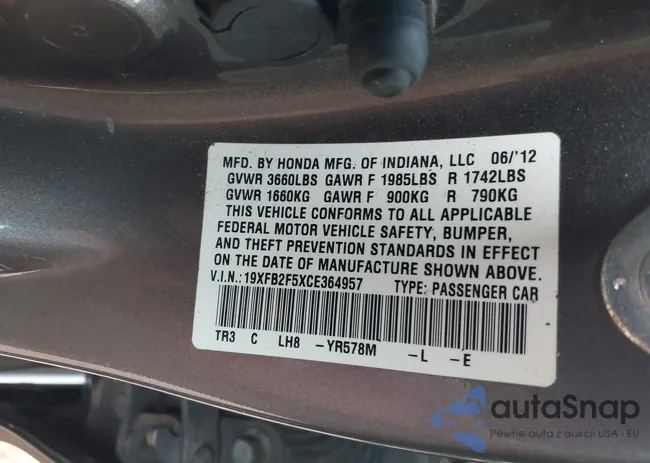 MFD. BY HONDA MFG. OF INDIANA, LLC 06/'12
GVWR 3660LBS GAWR F 1985LBS R 1742LBS
GVWR 1660KG GAWR F 900KG R 790KG
THIS VEHICLE CONFORMS TO ALL APPLICABLE
FEDERAL MOTOR VEHICLE SAFETY, BUMPER,
AND THEFT PREVENTION STANDARDS IN EFFECT
ON THE DATE OF MANUFACTURE SHOWN ABOVE.
V.I.N.: 19XFB2F5XCE364957 TYPE: PASSENGER CAR
TR3 C LH8 -YR578M -L -E
autaSnap
Pewne auta z aukcji USA - EU